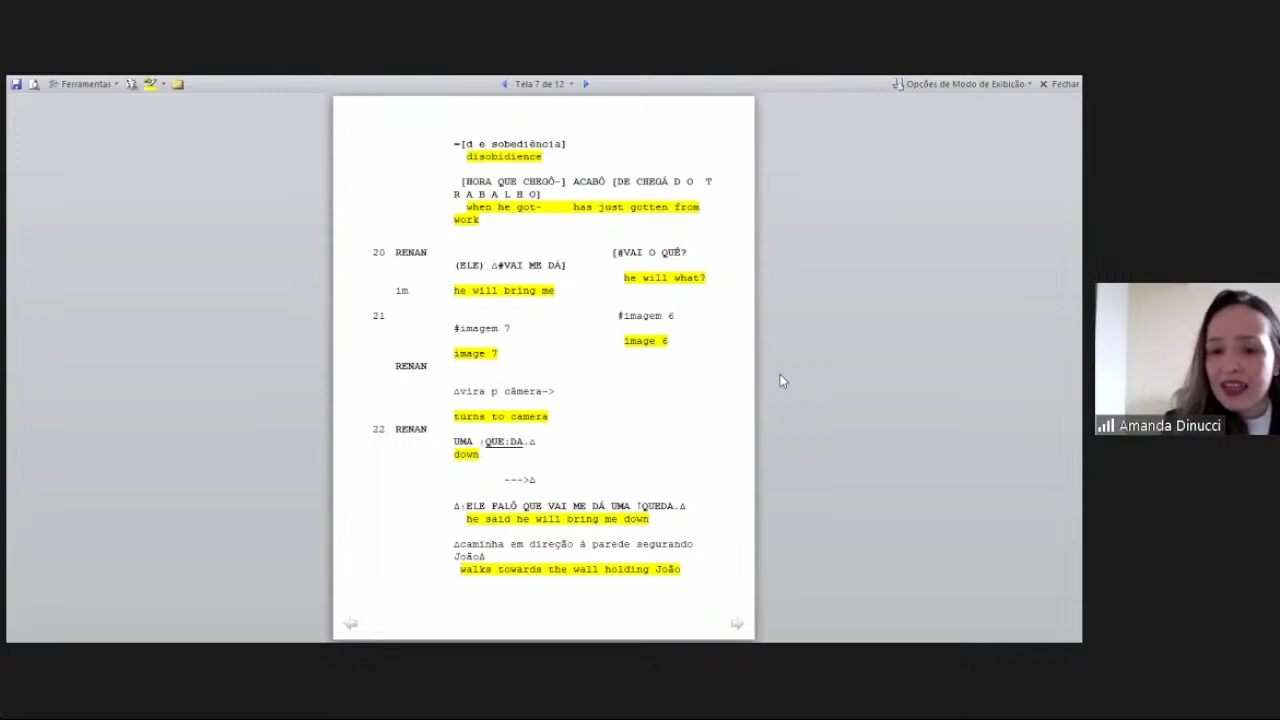 Ferramentas
Tela 7 de 12
Opções de Modo de Exibição
Fechar
=[d e sobediência]
disobidience
[HORA QUE CHEGÔ-] ACABÔ [DE CHEGÁ D O T
R A B A L H O]
when he got- has just gotten from
work
20 RENAN [#VAI O QUÊ?
(ELE) ∆#VAI ME DÁ]
he will what?
im he will bring me
21 #imagem 6
#imagem 7
image 6
image 7
RENAN
∆vira p câmera->
turns to camera
22 RENAN
UMA ↑QUE:DA.∆
down
--->∆
∆↑ELE FALÔ QUE VAI ME DÁ UMA ↑QUEDA.∆
he said he will bring me down
∆caminha em direção à parede segurando
João∆
walks towards the wall holding João
Amanda Dinucci